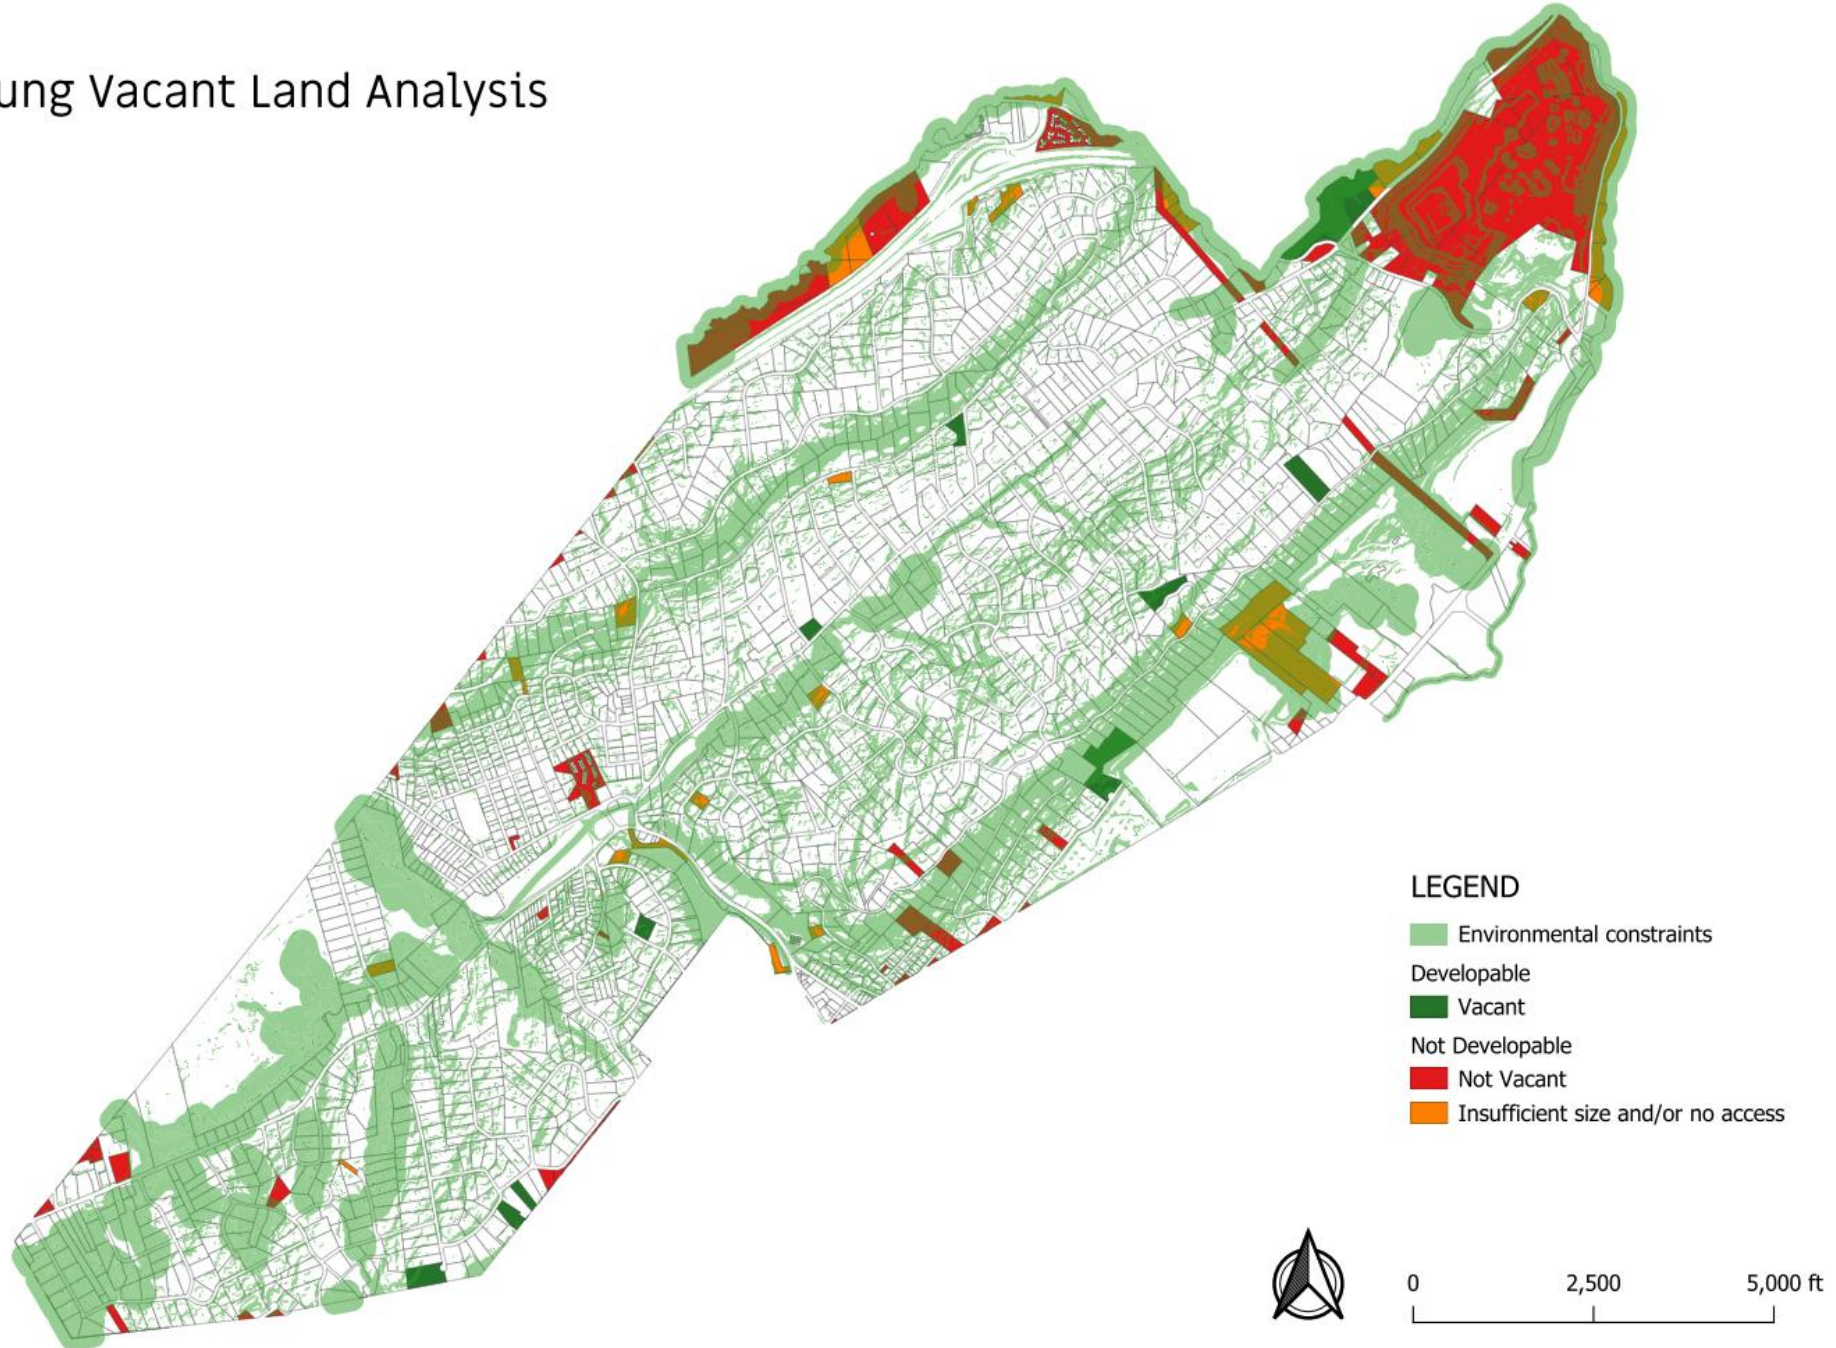 ung Vacant Land Analysis
LEGEND
Environmental constraints
Developable
Vacant
Not Developable
Not Vacant
Insufficient size and/or no access
0 2,500 5,000 ft